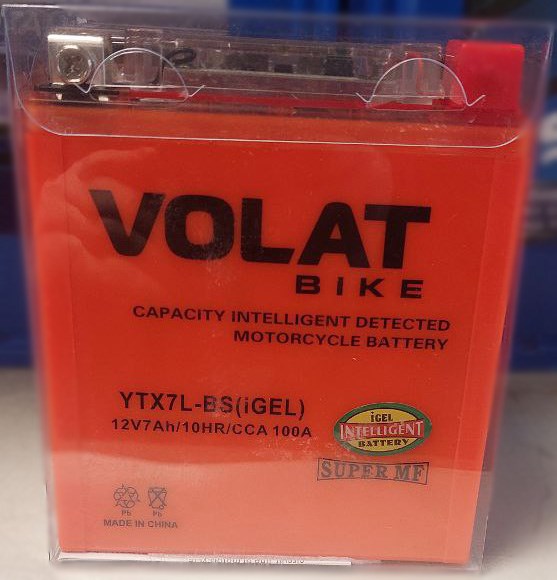 VOLAT
BIKE
CAPACITY INTELLIGENT DETECTED
MOTORCYCLE BATTERY
YTX7L-BS(iGEL)
12V7Ah/10HR/CCA 100A
iGEL
INTELLIGENT
BATTERY
SUPER MF
Pb Pb
MADE IN CHINA